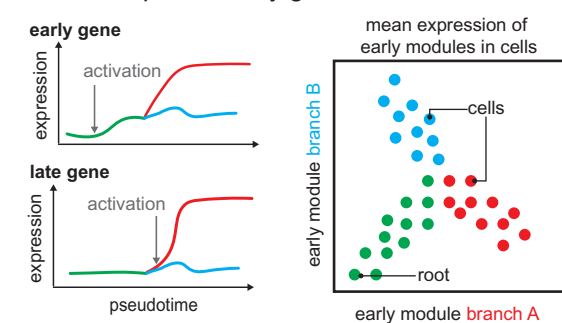 early gene
activation
expression
late gene
activation
expression
pseudotime
mean expression of
early modules in cells
cells
root
early module branch B
early module branch A